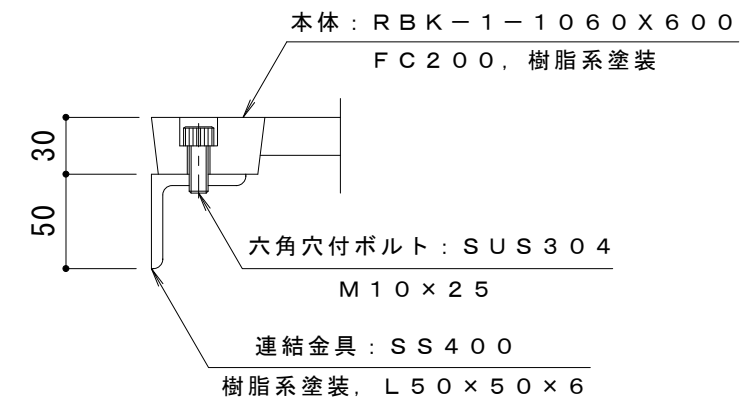 本体：ＲＢＫ－１－１０６０Ｘ６００
ＦＣ２００，樹脂系塗装
30
50
六角穴付ボルト：ＳＵＳ３０４
Ｍ１０×２５
連結金具：ＳＳ４００
樹脂系塗装，Ｌ５０×５０×６